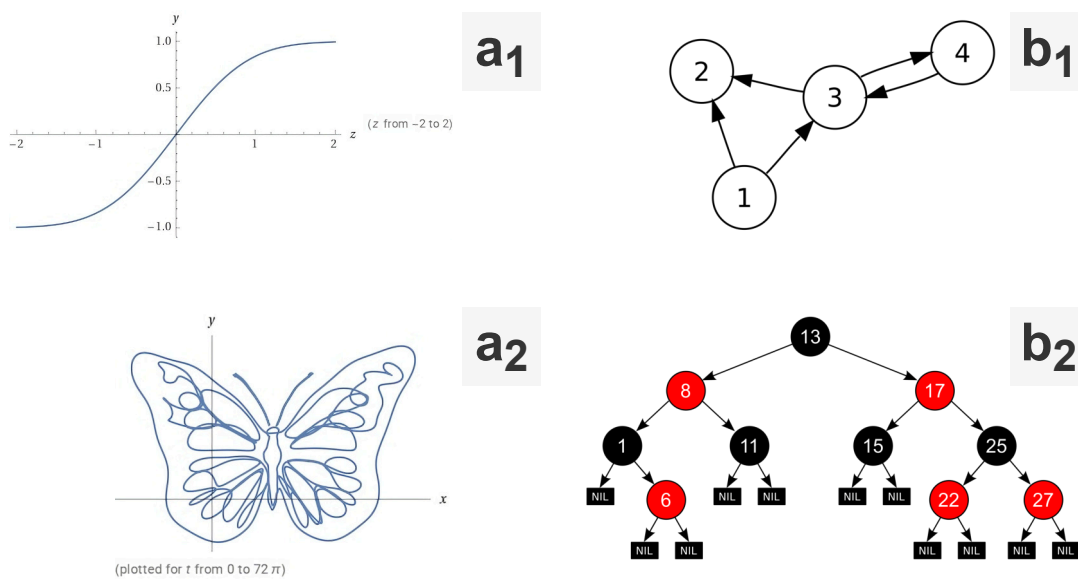 y
1.0
0.5
-2
-1
1
2
z
(z from -2 to 2)
-0.5
-1.0
a1
2
3
4
1
b1
y
x
(plotted for t from 0 to 72 π)
a2
13
8
17
1
11
15
25
NIL
6
NIL
NIL
NIL
NIL
22
27
NIL
NIL
NIL
NIL
NIL
NIL
b2